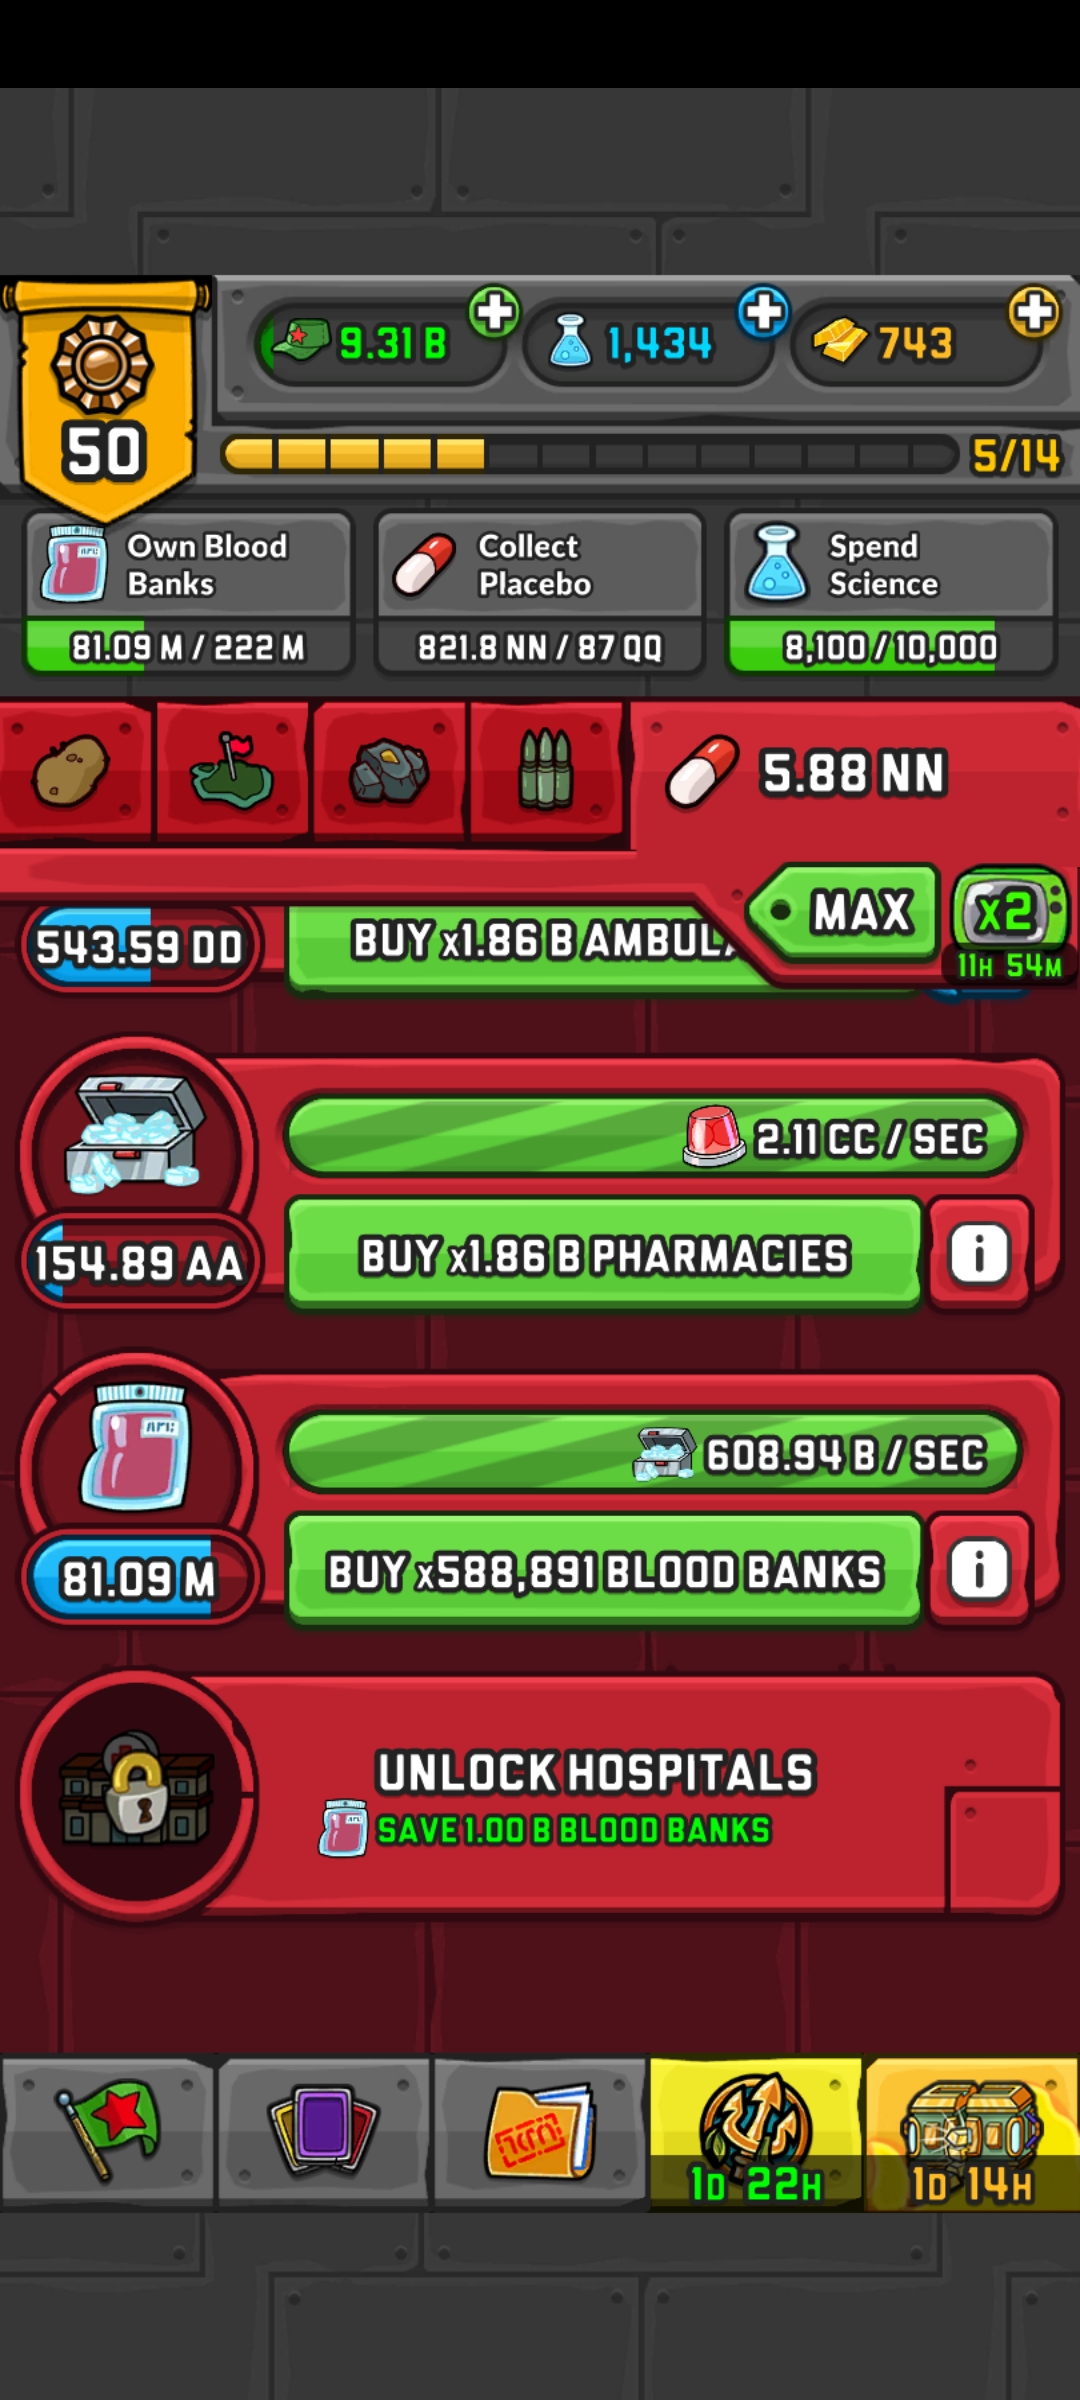 9.31 B
1,434
743
50
5/14
Own Blood
Banks
Collect
Placebo
Spend
Science
81.09 M / 222 M
821.8 NN / 87 QQ
8,100 / 10,000
5.88 NN
MAX
x2
11H 54M
543.59 DD
BUY x1.86 B AMBUL
2.11 CC / SEC
154.89 AA
BUY x1.86 B PHARMACIES
i
608.94 B / SEC
81.09 M
BUY x588,891 BLOOD BANKS
i
UNLOCK HOSPITALS
SAVE 1.00 B BLOOD BANKS
1D 22H
1D 14H